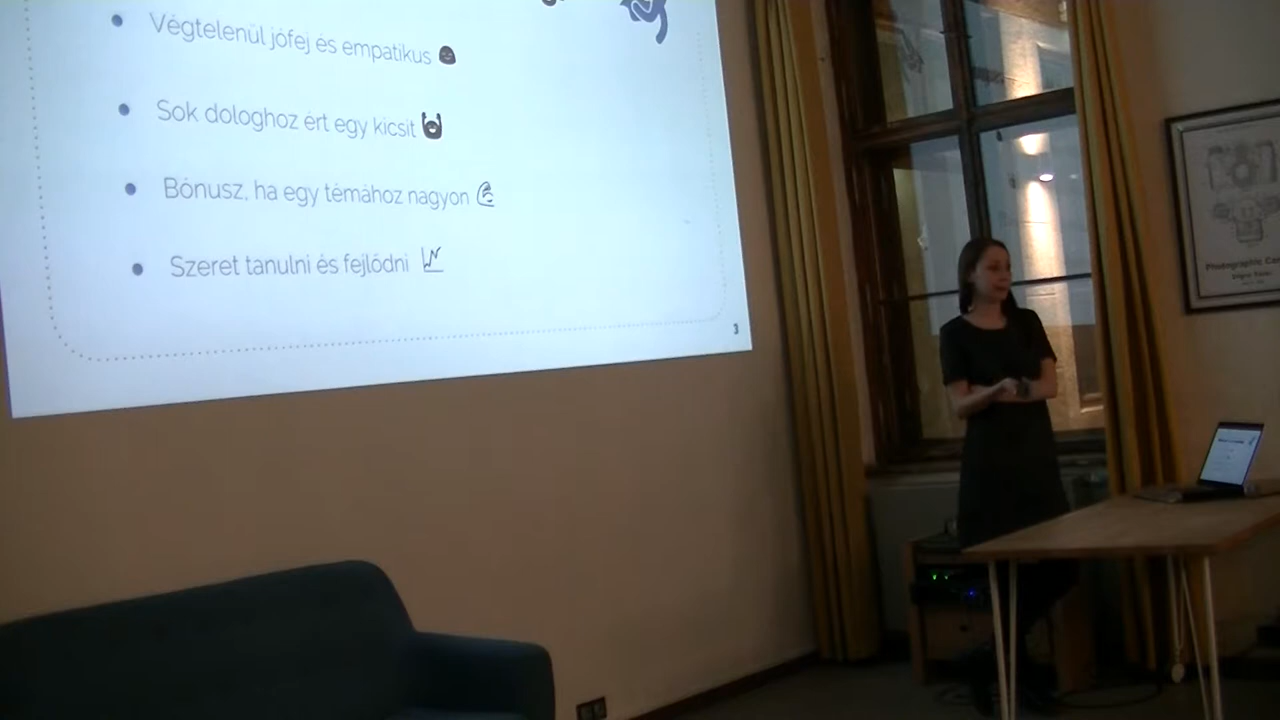 Végtelenül jófej és empatikus
Sok dologhoz ért egy kicsit
Bónusz, ha egy témához nagyon
Szeret tanulni és fejlődni
3
Photographic